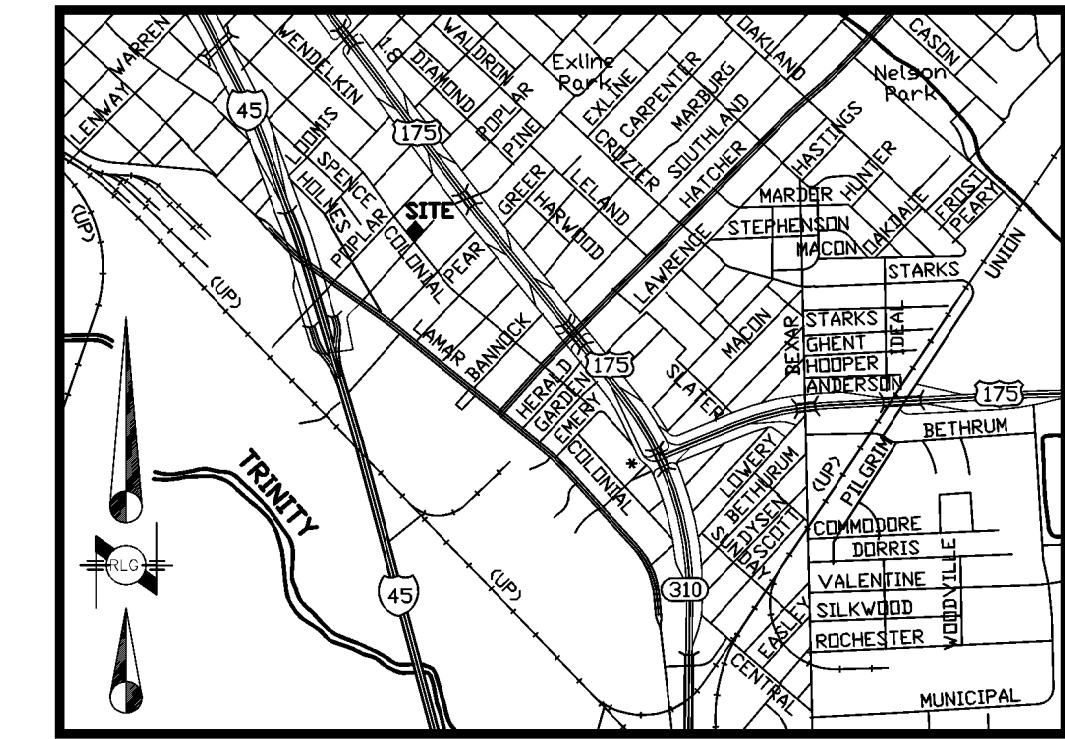 LENWAY
WARREN
WENDELKIN
18
DIAMOND
WALDRON
POPLAR
PINE
Exline
Park
EXLINE
CROZIER
CARPENTER
MARBURG
SOUTHLAND
HATCHER
OAKLAND
CASON
Nelson
Park
45
175
LOOMIS
SPENCE
HOLMES
POPLAR
COLONIAL
SITE
PEAR
GREER
HARWOOD
LELAND
LAWRENCE
HASTINGS
MARDER
HUNTER
STEPHENSON
MACON
OAKDALE
FROST
PEARY
UNION
STARKS
(UP)
(UP)
LAMAR
BANNOCK
175
MACON
SLATER
BEXAR
STARKS
GHENT
HOOPER
ANDERSON
IDEAL
175
BETHRUM
HERALD
GARDEN
EMERY
COLONIAL
*
LOWERY
BETHURUM
DYSEN
SCOTT
SUNDAY
(UP)
PILGRIM
TRINITY
RLG
45
(UP)
310
COMMODORE
DORRIS
VALENTINE
SILKWOOD
ROCHESTER
WOODVILLE
EASLEY
CENTRAL
MUNICIPAL